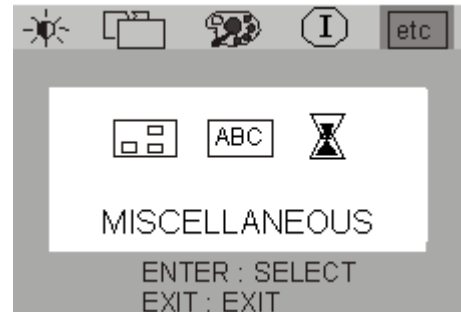 I etc
ABC
MISCELLANEOUS
ENTER : SELECT
EXIT : EXIT